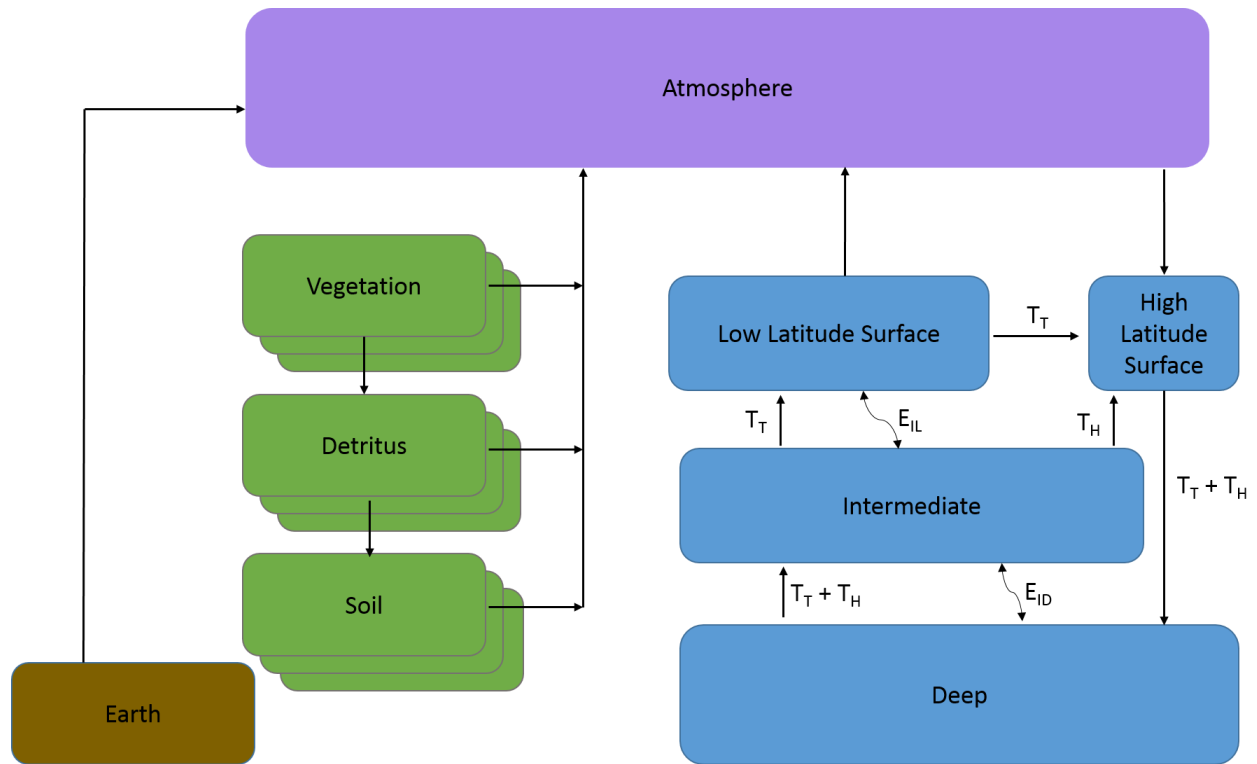 Atmosphere
Vegetation
Detritus
Soil
Earth
Low Latitude Surface
T_T
High
Latitude
Surface
T_T
E_IL
T_H
Intermediate
T_T + T_H
T_T + T_H
E_ID
Deep